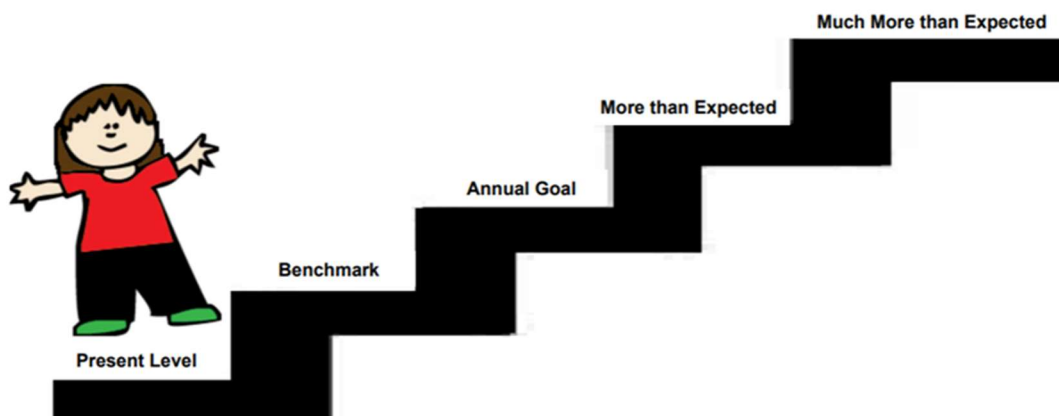 Much More than Expected
More than Expected
Annual Goal
Benchmark
Present Level